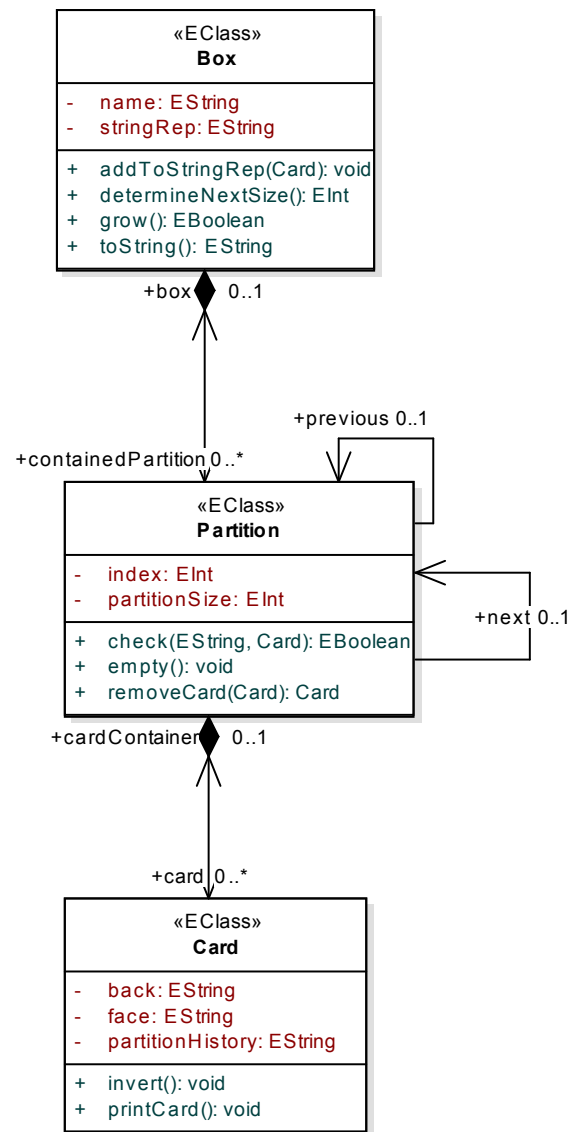 «EClass»
Box
- name: EString
- stringRep: EString
+ addToStringRep(Card): void
+ determineNextSize(): EInt
+ grow(): EBoolean
+ toString(): EString
+box 0..1
+previous 0..1
+containedPartition 0..*
«EClass»
Partition
- index: EInt
- partitionSize: EInt
+next 0..1
+ check(EString, Card): EBoolean
+ empty(): void
+ removeCard(Card): Card
+cardContainer 0..1
+card 0..*
«EClass»
Card
- back: EString
- face: EString
- partitionHistory: EString
+ invert(): void
+ printCard(): void